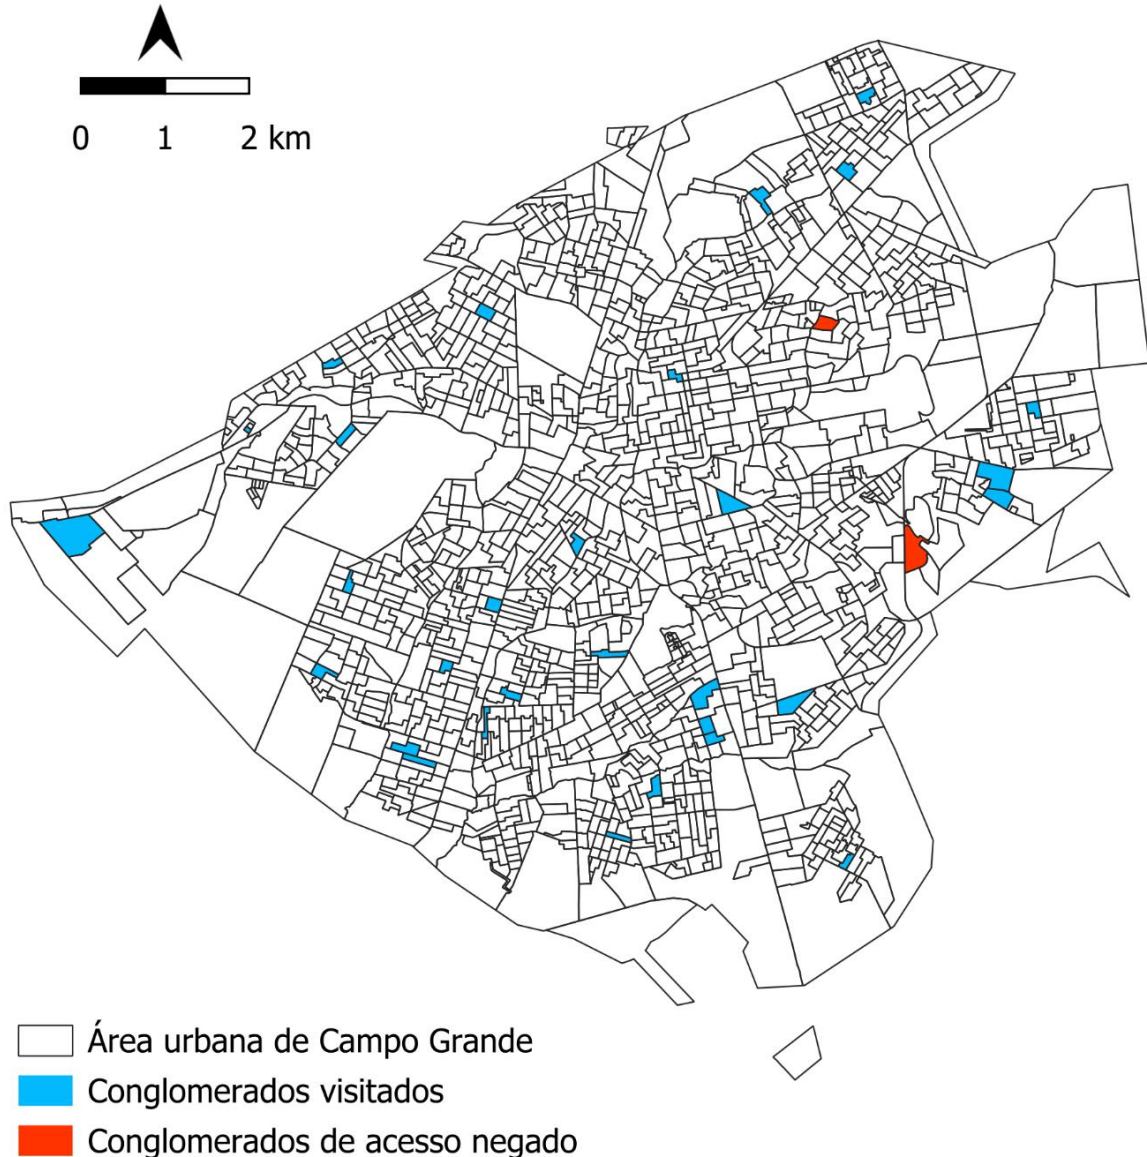 0 1 2 km
Área urbana de Campo Grande
Conglomerados visitados
Conglomerados de acesso negado